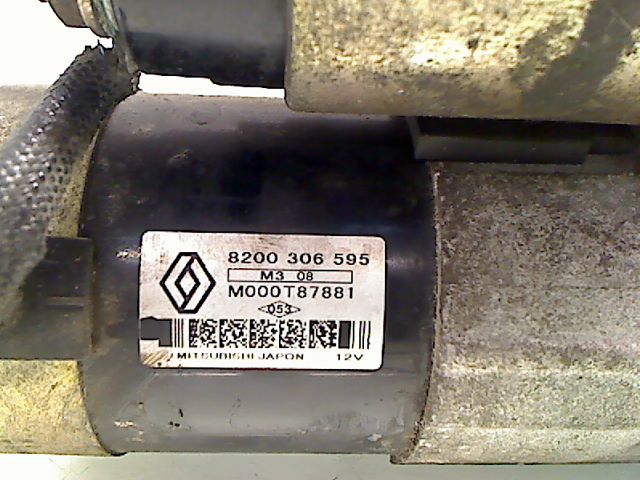 8200 306 595
M3 08
M000T87881
053
MITSUBISHI JAPON 12V